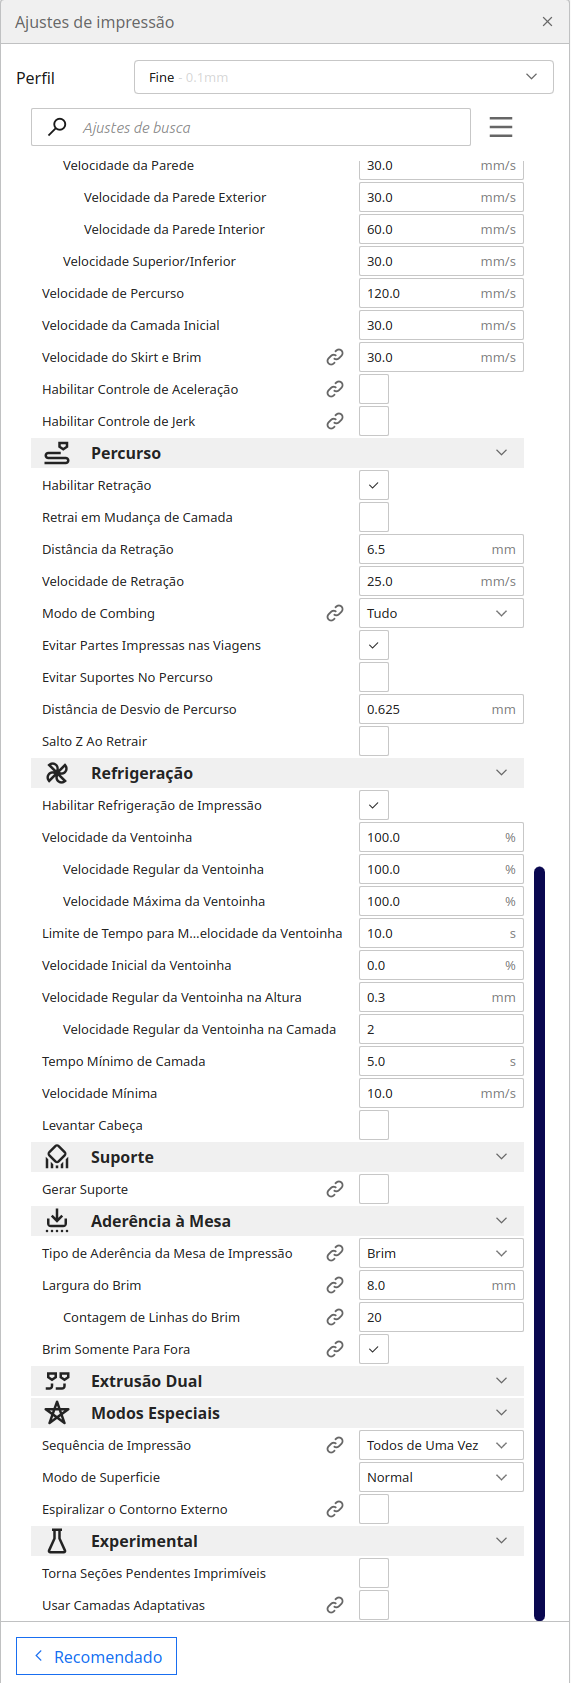 Ajustes de impressão
Perfil
Fine - 0.1mm
Ajustes de busca
Velocidade da Parede 30.0 mm/s
Velocidade da Parede Exterior 30.0 mm/s
Velocidade da Parede Interior 60.0 mm/s
Velocidade Superior/Inferior 30.0 mm/s
Velocidade de Percurso 120.0 mm/s
Velocidade da Camada Inicial 30.0 mm/s
Velocidade do Skirt e Brim 30.0 mm/s
Habilitar Controle de Aceleração
Habilitar Controle de Jerk
Percurso
Habilitar Retração
Retrai em Mudança de Camada
Distância da Retração 6.5 mm
Velocidade de Retração 25.0 mm/s
Modo de Combing Tudo
Evitar Partes Impressas nas Viagens
Evitar Suportes No Percurso
Distância de Desvio de Percurso 0.625 mm
Salto Z Ao Retrair
Refrigeração
Habilitar Refrigeração de Impressão
Velocidade da Ventoinha 100.0 %
Velocidade Regular da Ventoinha 100.0 %
Velocidade Máxima da Ventoinha 100.0 %
Limite de Tempo para M...elocidade da Ventoinha 10.0 s
Velocidade Inicial da Ventoinha 0.0 %
Velocidade Regular da Ventoinha na Altura 0.3 mm
Velocidade Regular da Ventoinha na Camada 2
Tempo Mínimo de Camada 5.0 s
Velocidade Mínima 10.0 mm/s
Levantar Cabeça
Suporte
Gerar Suporte
Aderência à Mesa
Tipo de Aderência da Mesa de Impressão Brim
Largura do Brim 8.0 mm
Contagem de Linhas do Brim 20
Brim Somente Para Fora
Extrusão Dual
Modos Especiais
Sequência de Impressão Todos de Uma Vez
Modo de Superficie Normal
Espiralizar o Contorno Externo
Experimental
Torna Seções Pendentes Imprimíveis
Usar Camadas Adaptativas
Recomendado